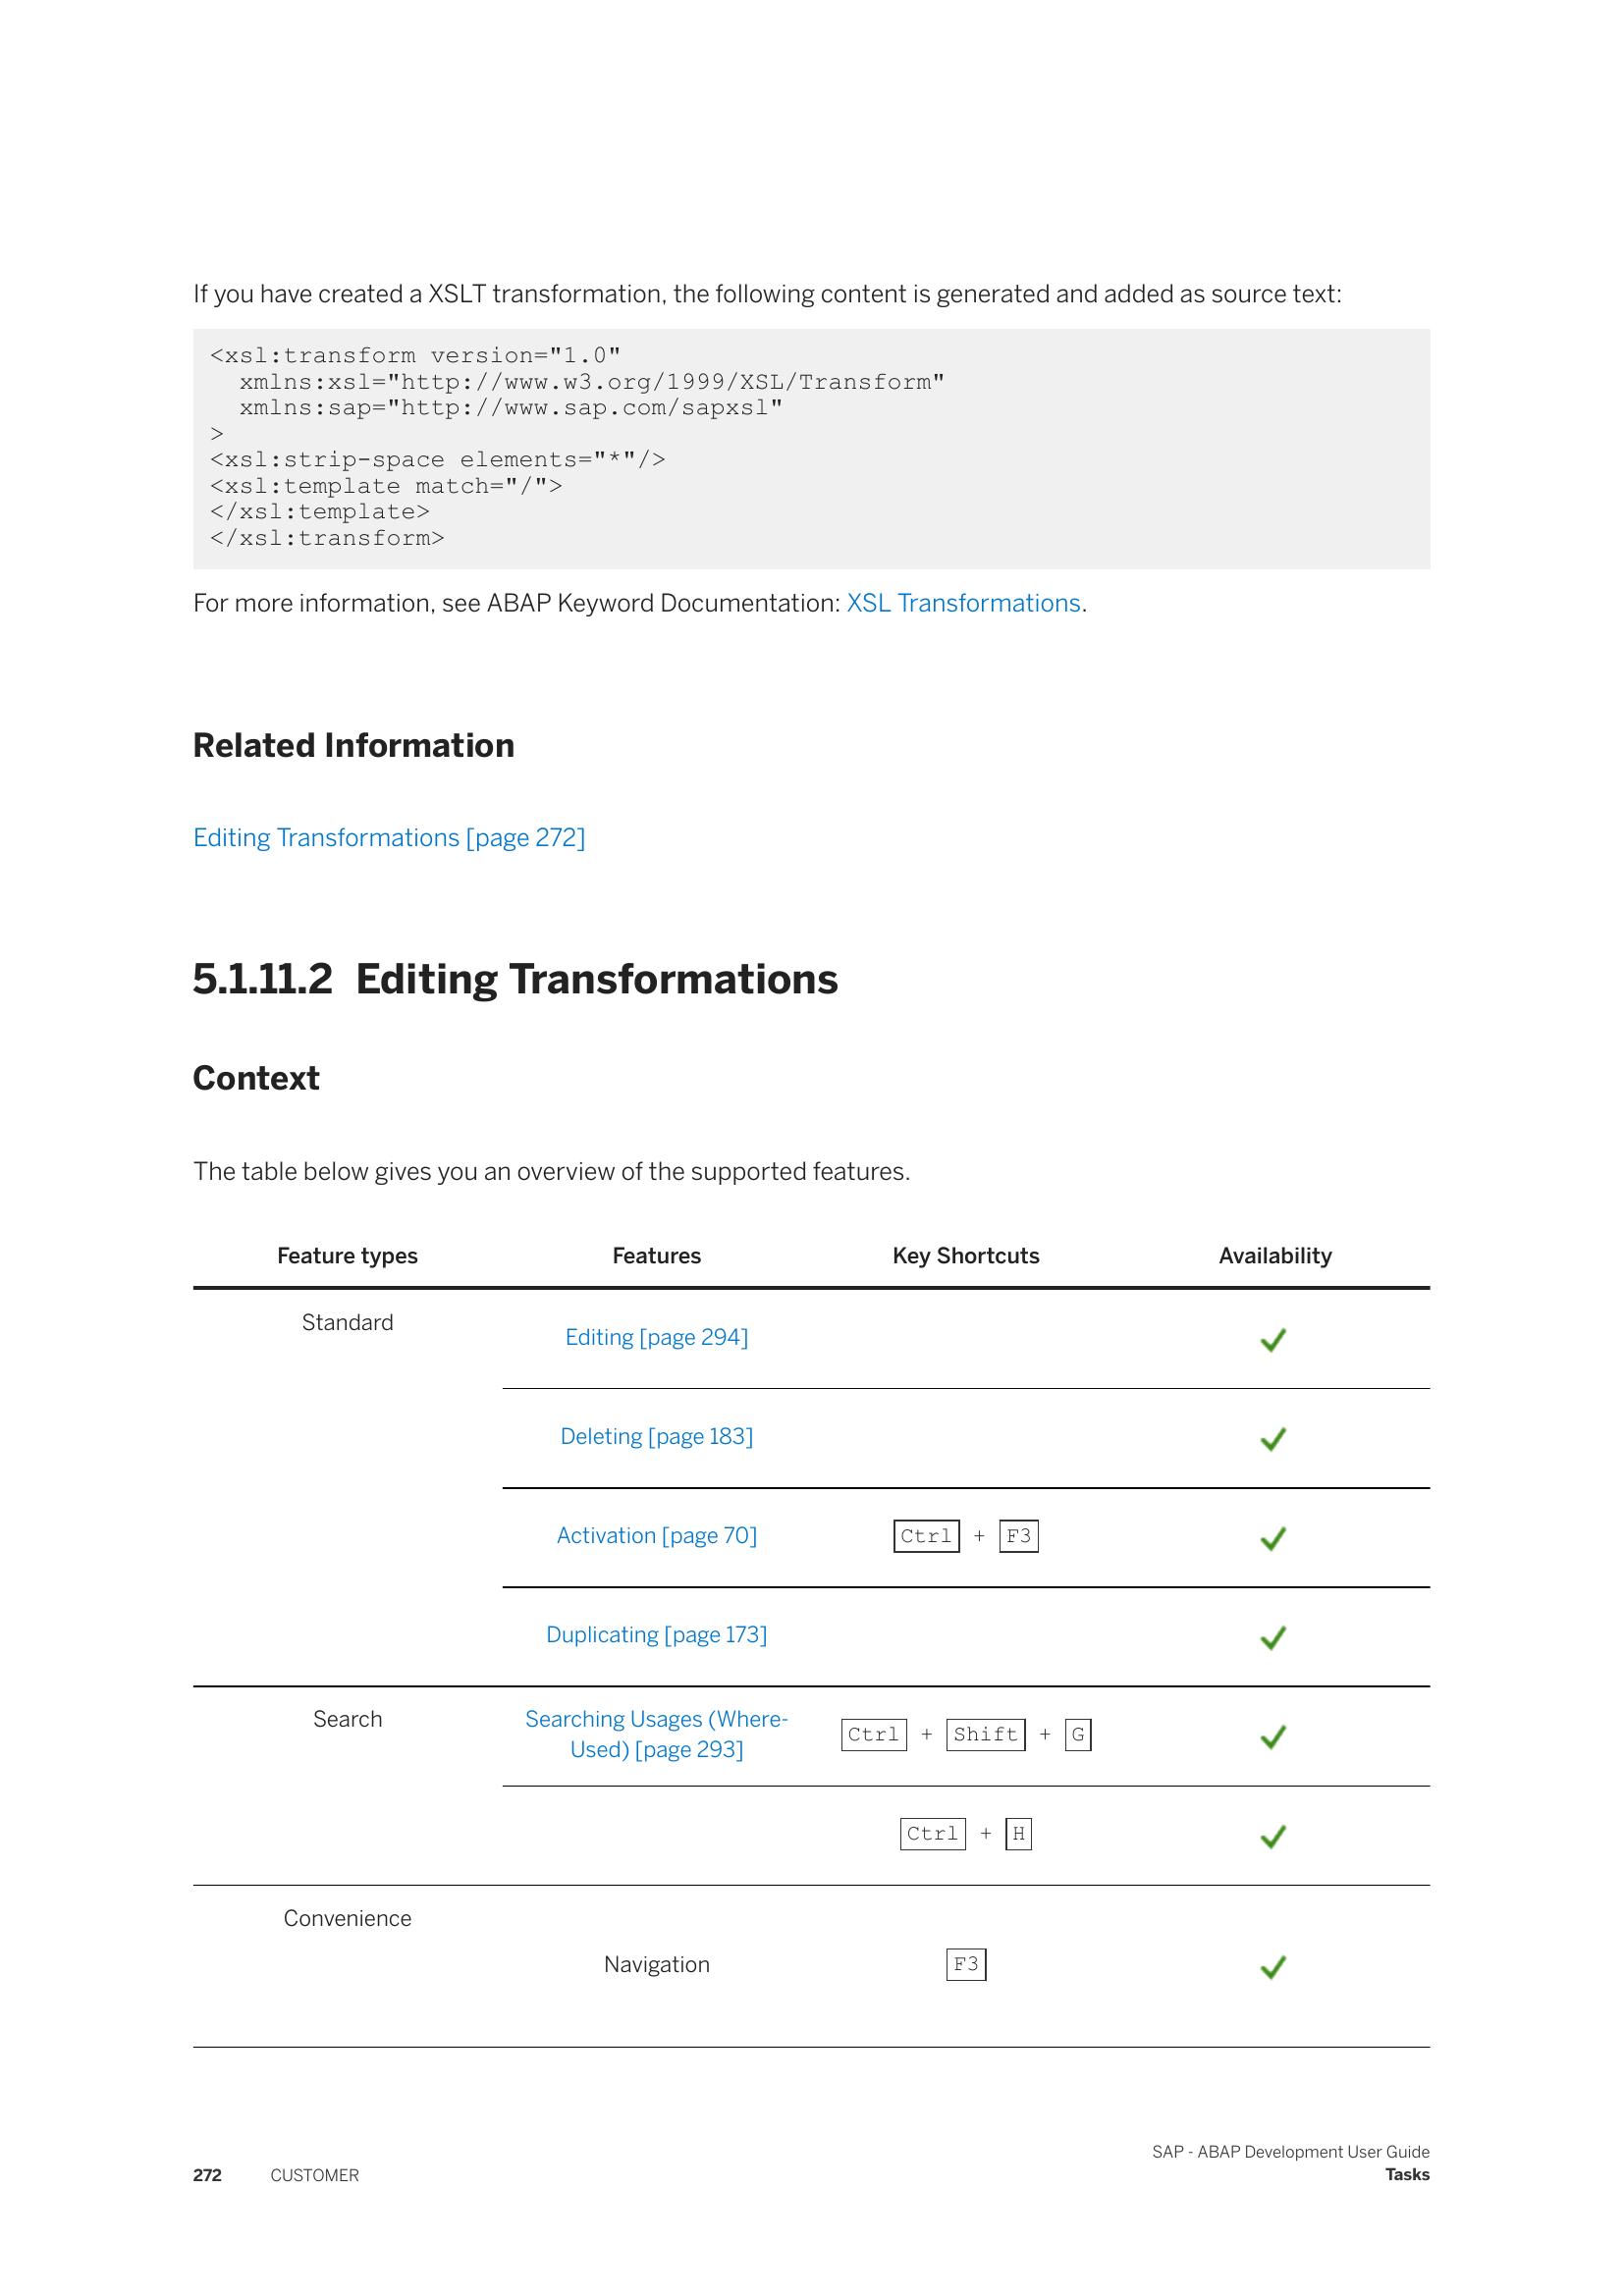 If you have created a XSLT transformation, the following content is generated and added as source text:
<xsl:transform version="1.0"
  xmlns:xsl="http://www.w3.org/1999/XSL/Transform"
  xmlns:sap="http://www.sap.com/sapxsl"
>
<xsl:strip-space elements="*"/>
<xsl:template match="/">
</xsl:template>
</xsl:transform>
For more information, see ABAP Keyword Documentation: XSL Transformations.
Related Information
Editing Transformations [page 272]
5.1.11.2 Editing Transformations
Context
The table below gives you an overview of the supported features.
Feature types Features Key Shortcuts Availability
Standard
Editing [page 294]
Deleting [page 183]
Activation [page 70] Ctrl + F3
Duplicating [page 173]
Search
Searching Usages (Where-
Used) [page 293]
Ctrl + Shift + G
Ctrl + H
Convenience
Navigation F3
SAP - ABAP Development User Guide
272 CUSTOMER Tasks